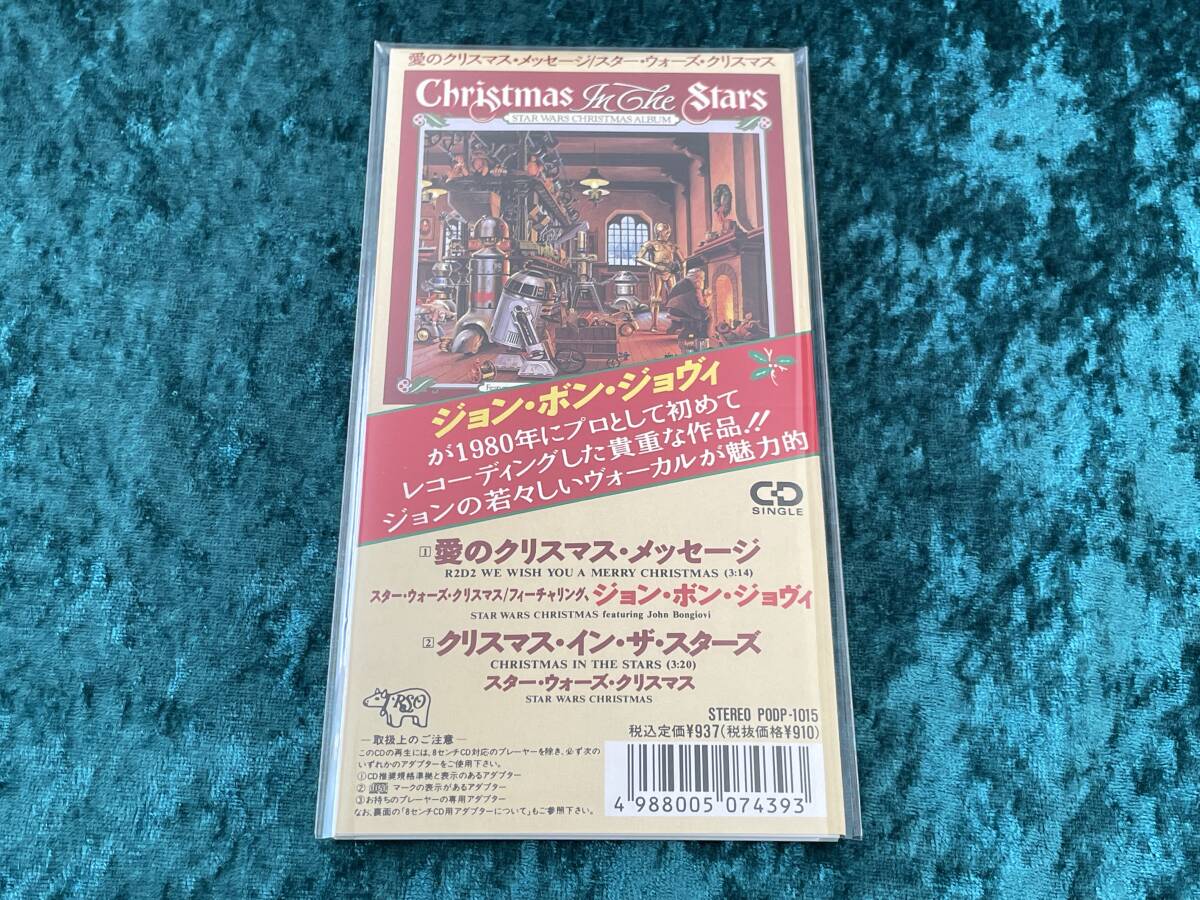 愛のクリスマス・メッセージ/スター・ウォーズ・クリスマス
Christmas In The Stars
STAR WARS CHRISTMAS ALBUM
ジョン・ボン・ジョヴィ
が1980年にプロとして初めて
レコーディングした貴重な作品!!
ジョンの若々しいヴォーカルが魅力的
CD
SINGLE
1 愛のクリスマス・メッセージ
R2D2 WE WISH YOU A MERRY CHRISTMAS (3:14)
スター・ウォーズ・クリスマス/フィーチャリング、ジョン・ボン・ジョヴィ
STAR WARS CHRISTMAS featuring John Bongiovi
2 クリスマス・イン・ザ・スターズ
CHRISTMAS IN THE STARS (3:20)
スター・ウォーズ・クリスマス
STAR WARS CHRISTMAS
RSO
STEREO PODP-1015
税込定価¥937(税抜価格¥910)
—取扱上のご注意—
このCDの再生には、8センチCD対応のプレーヤーを除き、必ず次の
いずれかのアダプターをご使用下さい。
①CD推奨規格準拠と表示のあるアダプター
② マークの表示があるアダプター
③お持ちのプレーヤーの専用アダプター
なお、裏面の「8センチCD用アダプターについて」もご参照下さい。
4 988005 074393